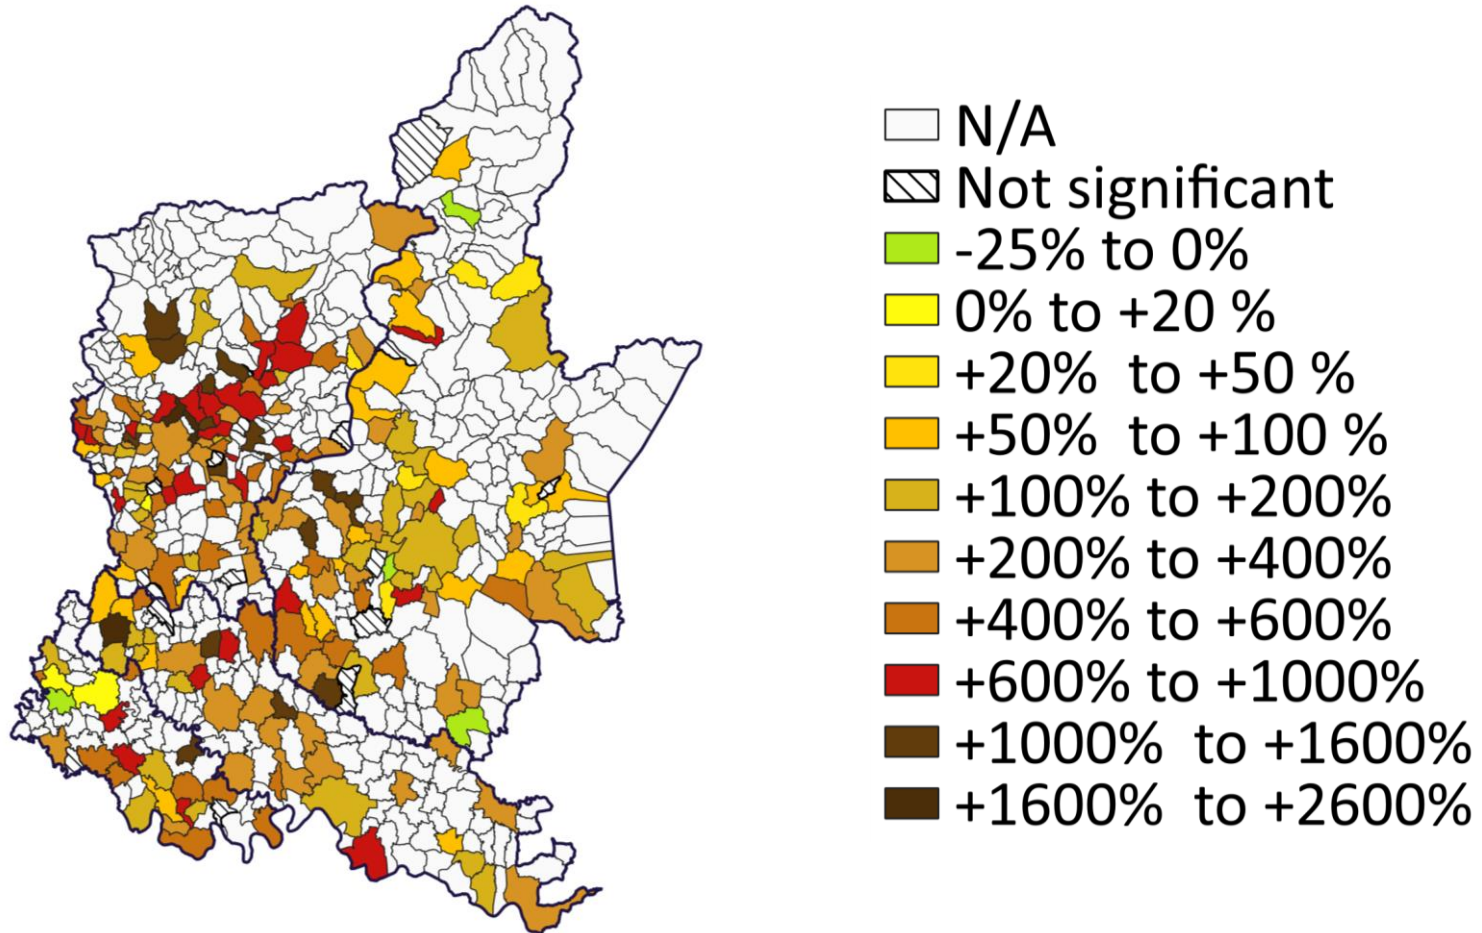 N/A
Not significant
-25% to 0%
0% to +20 %
+20% to +50 %
+50% to +100 %
+100% to +200%
+200% to +400%
+400% to +600%
+600% to +1000%
+1000% to +1600%
+1600% to +2600%